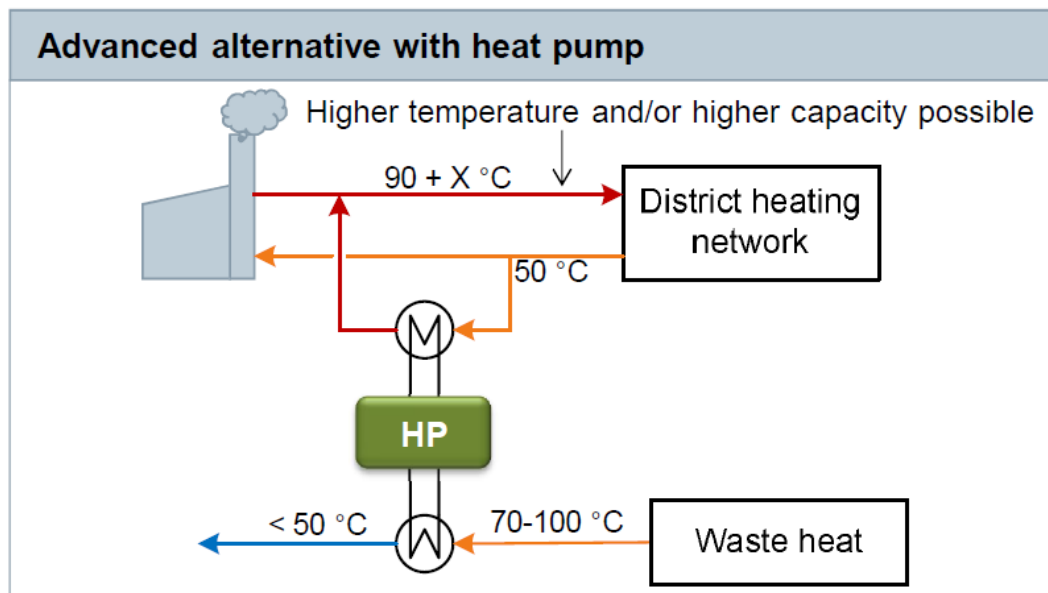 Advanced alternative with heat pump
Higher temperature and/or higher capacity possible
90 + X °C
District heating
network
50 °C
HP
< 50 °C
70-100 °C
Waste heat